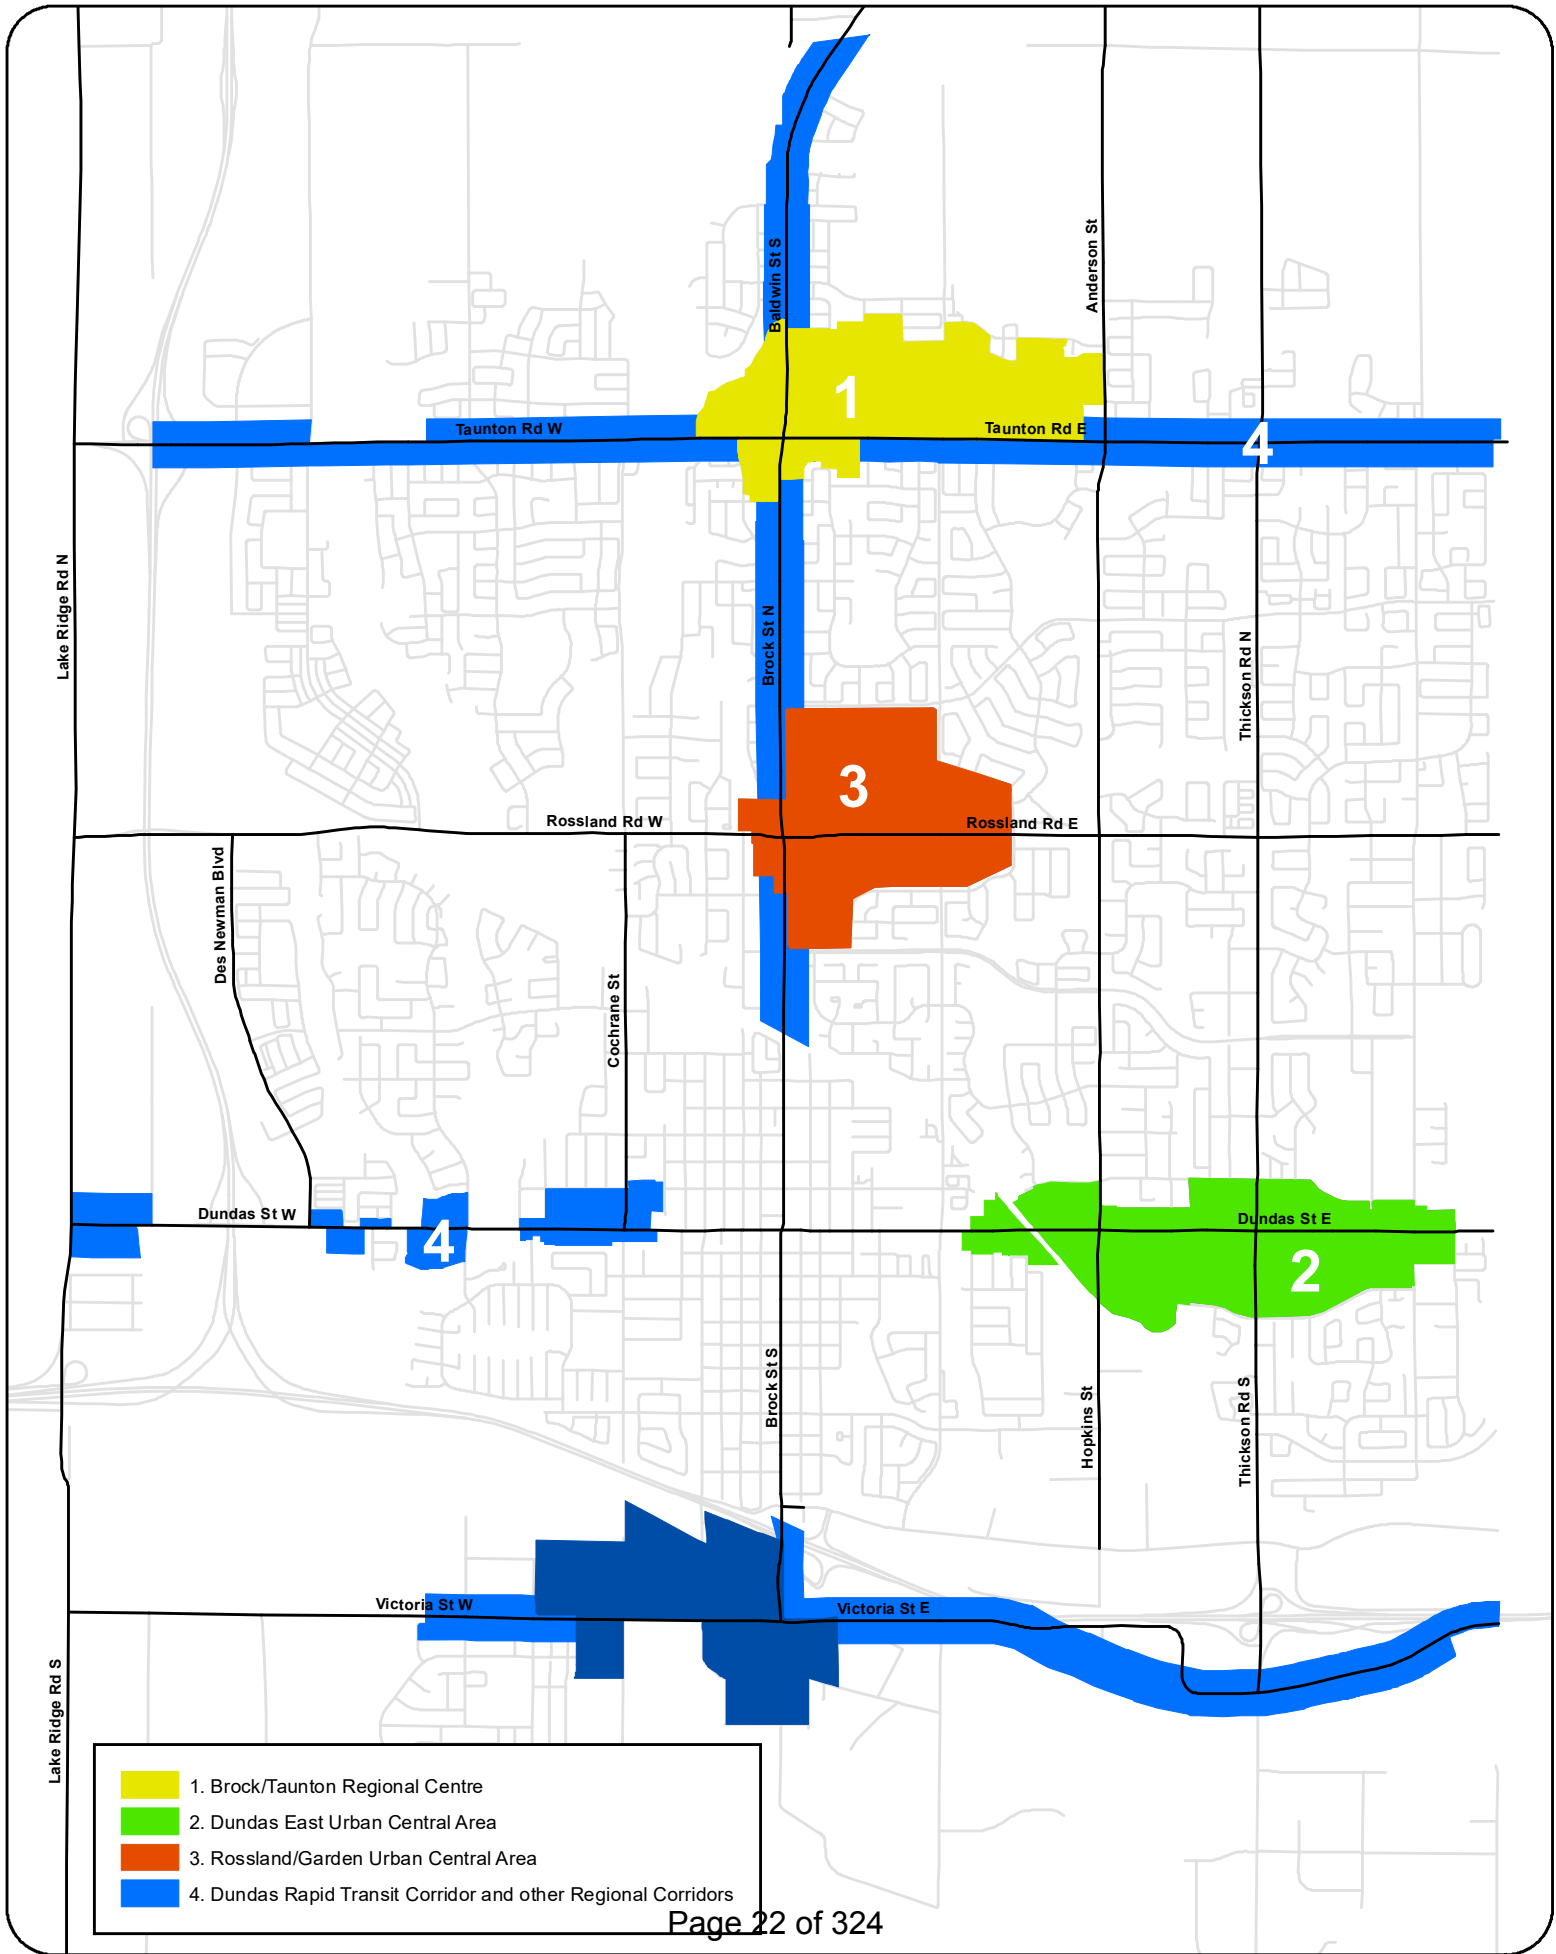 Baldwin St S
Anderson St
1
Taunton Rd W
Taunton Rd E
4
Lake Ridge Rd N
Brock St N
Thickson Rd N
3
Rossland Rd W
Rossland Rd E
Des Newman Blvd
Cochrane St
Dundas St W
4
Dundas St E
2
Brock St S
Hopkins St
Thickson Rd S
Victoria St W
Victoria St E
Lake Ridge Rd S
1. Brock/Taunton Regional Centre
2. Dundas East Urban Central Area
3. Rossland/Garden Urban Central Area
4. Dundas Rapid Transit Corridor and other Regional Corridors
Page 22 of 324